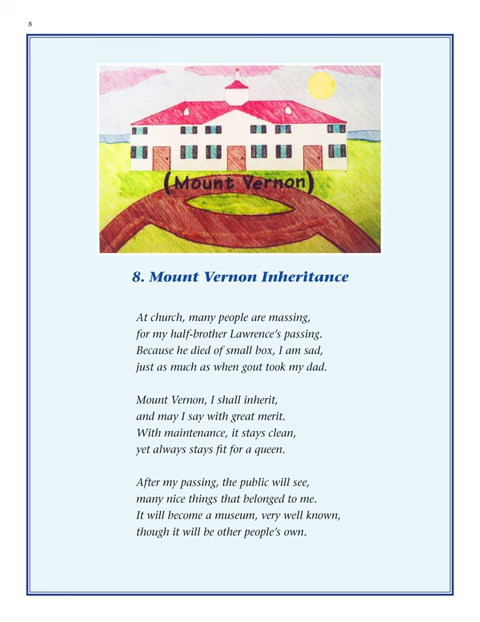 8
(Mount Vernon)
8. Mount Vernon Inheritance
At church, many people are massing,
for my half-brother Lawrence's passing.
Because he died of small box, I am sad,
just as much as when gout took my dad.
Mount Vernon, I shall inherit,
and may I say with great merit.
With maintenance, it stays clean,
yet always stays fit for a queen.
After my passing, the public will see,
many nice things that belonged to me.
It will become a museum, very well known,
though it will be other people's own.